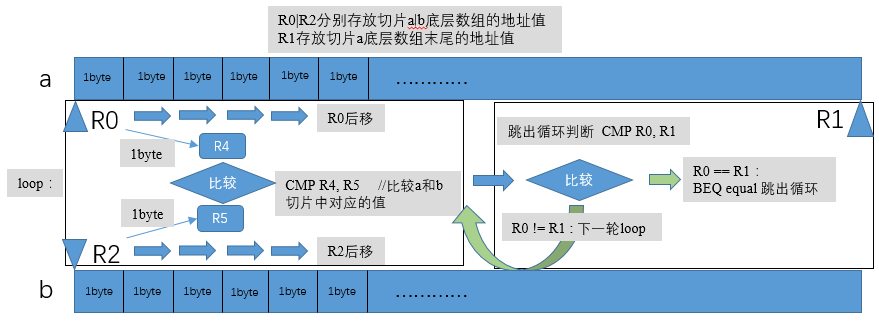 R0|R2分别存放切片a|b底层数组的地址值
R1存放切片a底层数组末尾的地址值
a
1byte 1byte 1byte 1byte 1byte 1byte …………
R0
R0后移
R1
1byte
R4
跳出循环判断 CMP R0, R1
loop：
比较
CMP R4, R5 //比较a和b
切片中对应的值
比较
R0 == R1：
BEQ equal 跳出循环
1byte
R5
R0 != R1 : 下一轮loop
R2
R2后移
b
1byte 1byte 1byte 1byte 1byte 1byte …………